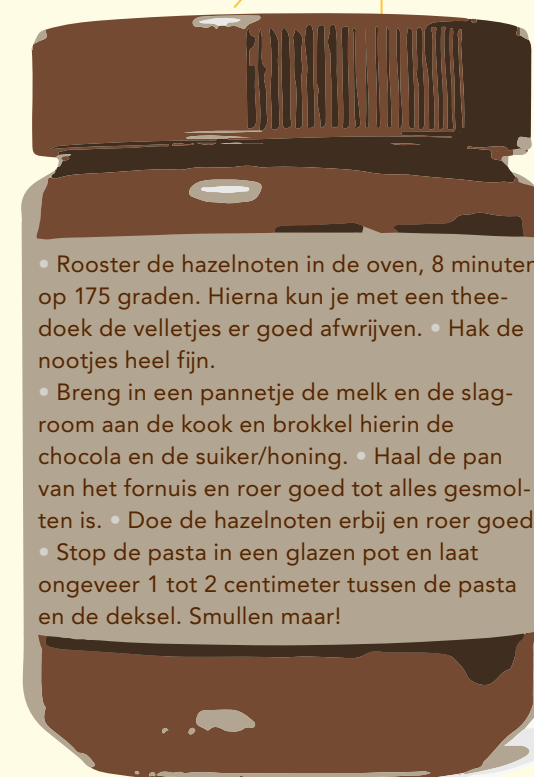 • Rooster de hazelnoten in de oven, 8 minuten
op 175 graden. Hierna kun je met een thee-
doek de velletjes er goed afwrijven. • Hak de
nootjes heel fijn.
• Breng in een pannetje de melk en de slag-
room aan de kook en brokkel hierin de
chocola en de suiker/honing. • Haal de pan
van het fornuis en roer goed tot alles gesmol-
ten is. • Doe de hazelnoten erbij en roer goed
• Stop de pasta in een glazen pot en laat
ongeveer 1 tot 2 centimeter tussen de pasta
en de deksel. Smullen maar!